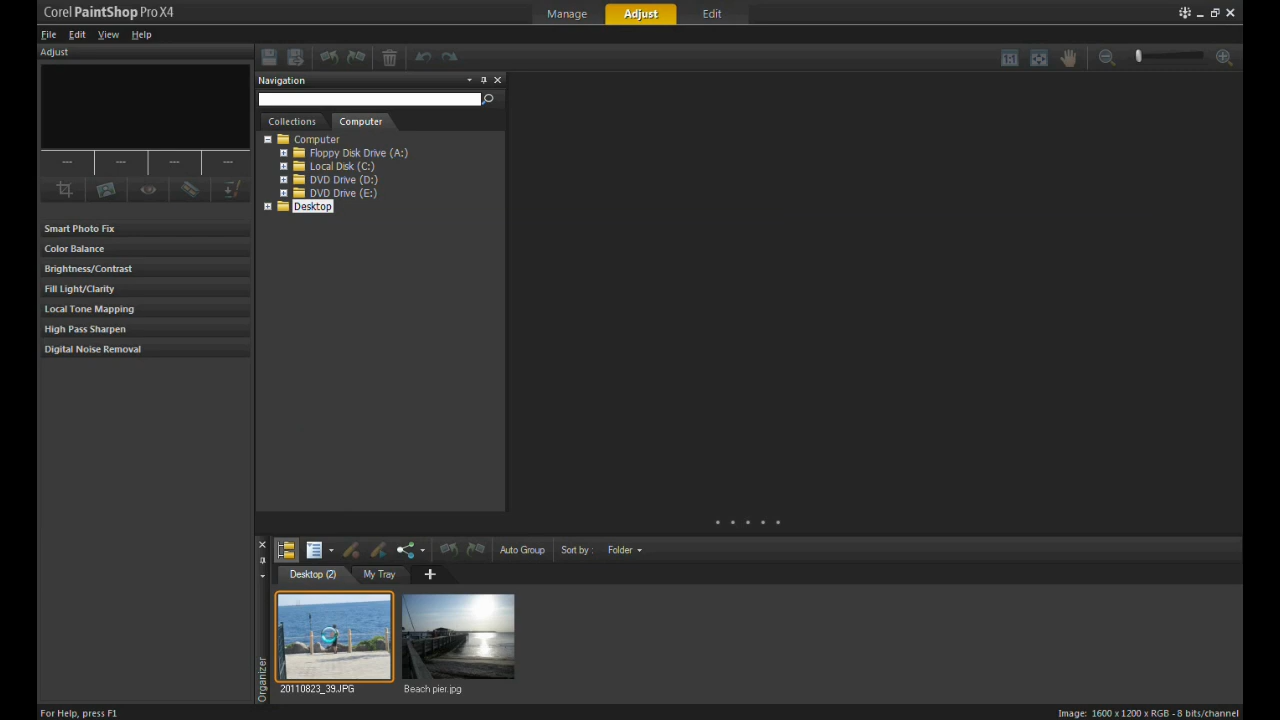 Corel PaintShop Pro X4
Manage Adjust Edit
File Edit View Help
Adjust
--- --- --- ---
Smart Photo Fix
Color Balance
Brightness/Contrast
Fill Light/Clarity
Local Tone Mapping
High Pass Sharpen
Digital Noise Removal
1:1
Navigation
Collections Computer
Computer
Floppy Disk Drive (A:)
Local Disk (C:)
DVD Drive (D:)
DVD Drive (E:)
Desktop
Auto Group Sort by : Folder
Desktop (2) My Tray
Organizer
20110823_39.JPG Beach pier.jpg
For Help, press F1 Image: 1600 x 1200 x RGB - 8 bits/channel